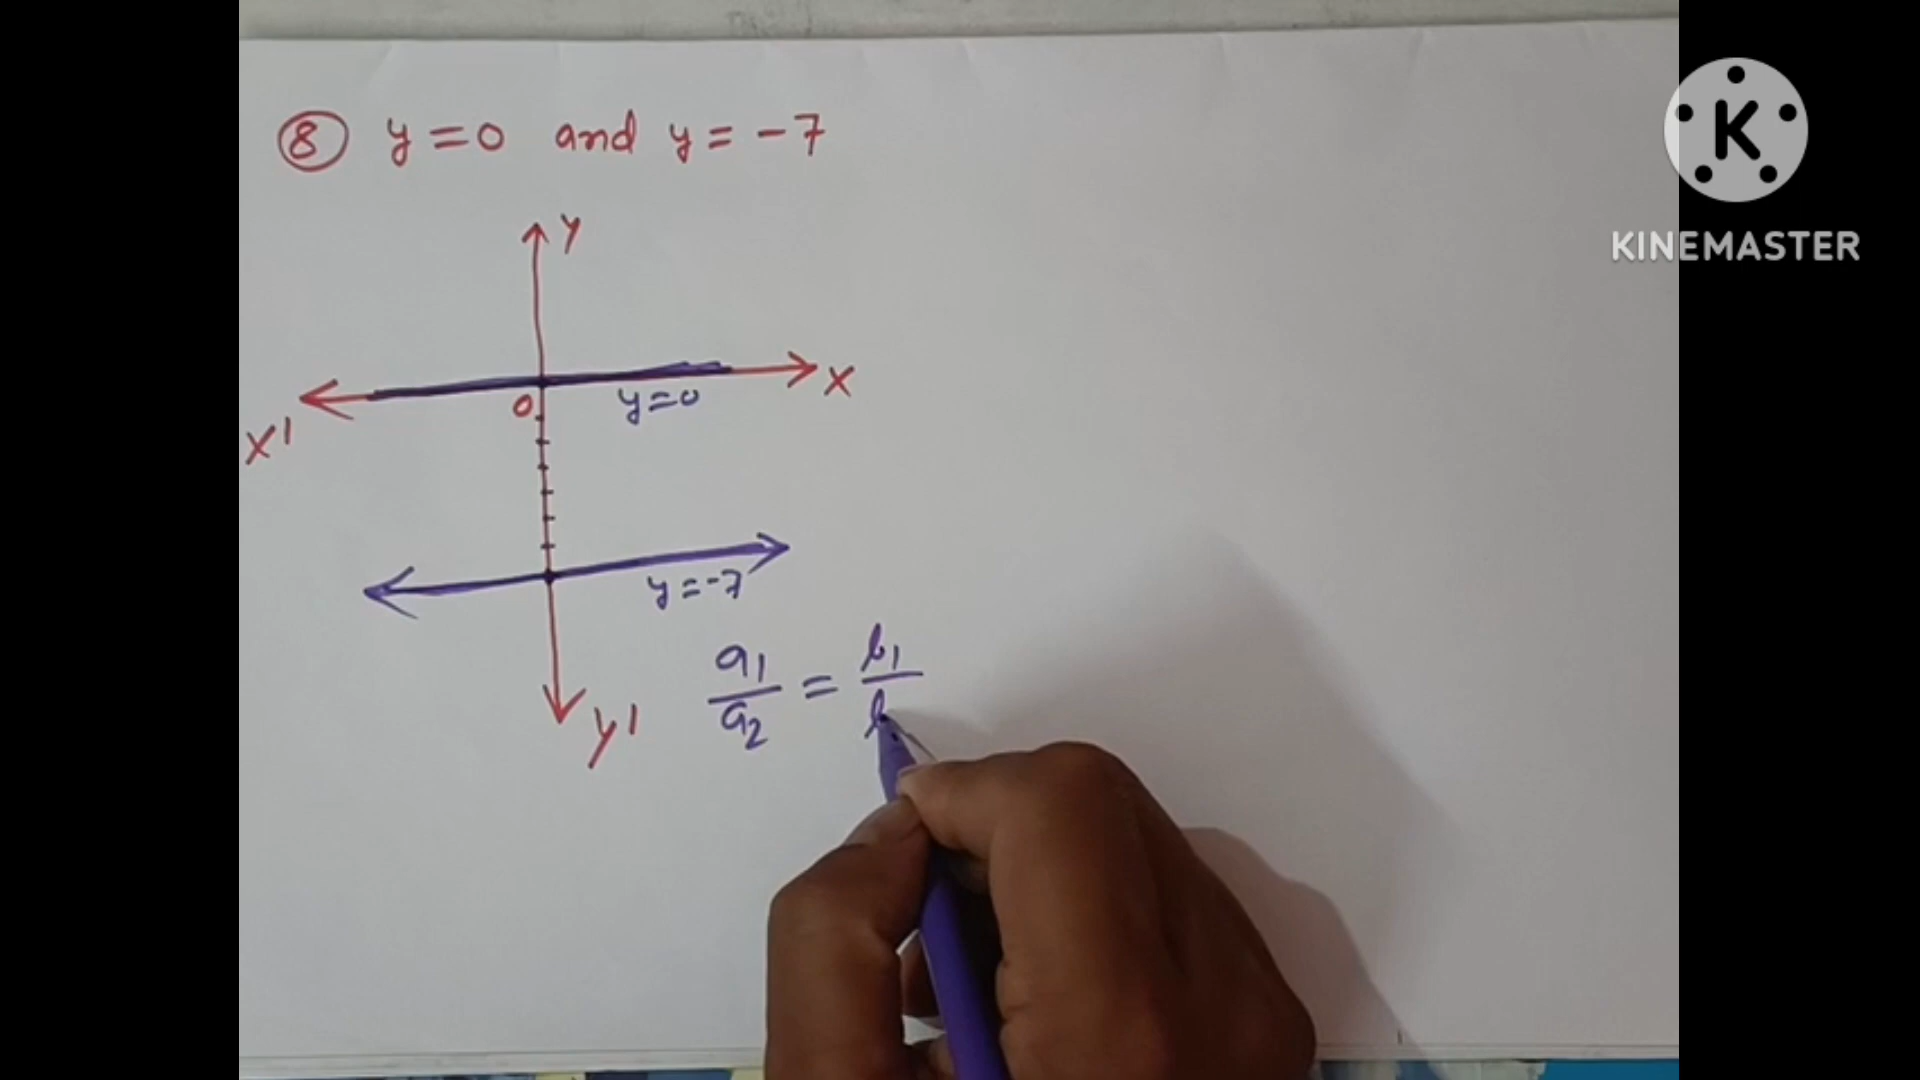 ⑧ y = 0 and y = -7
y
x
0
y=0
x'
y=-7
y'
a₁/a₂ = b₁/b
KINEMASTER